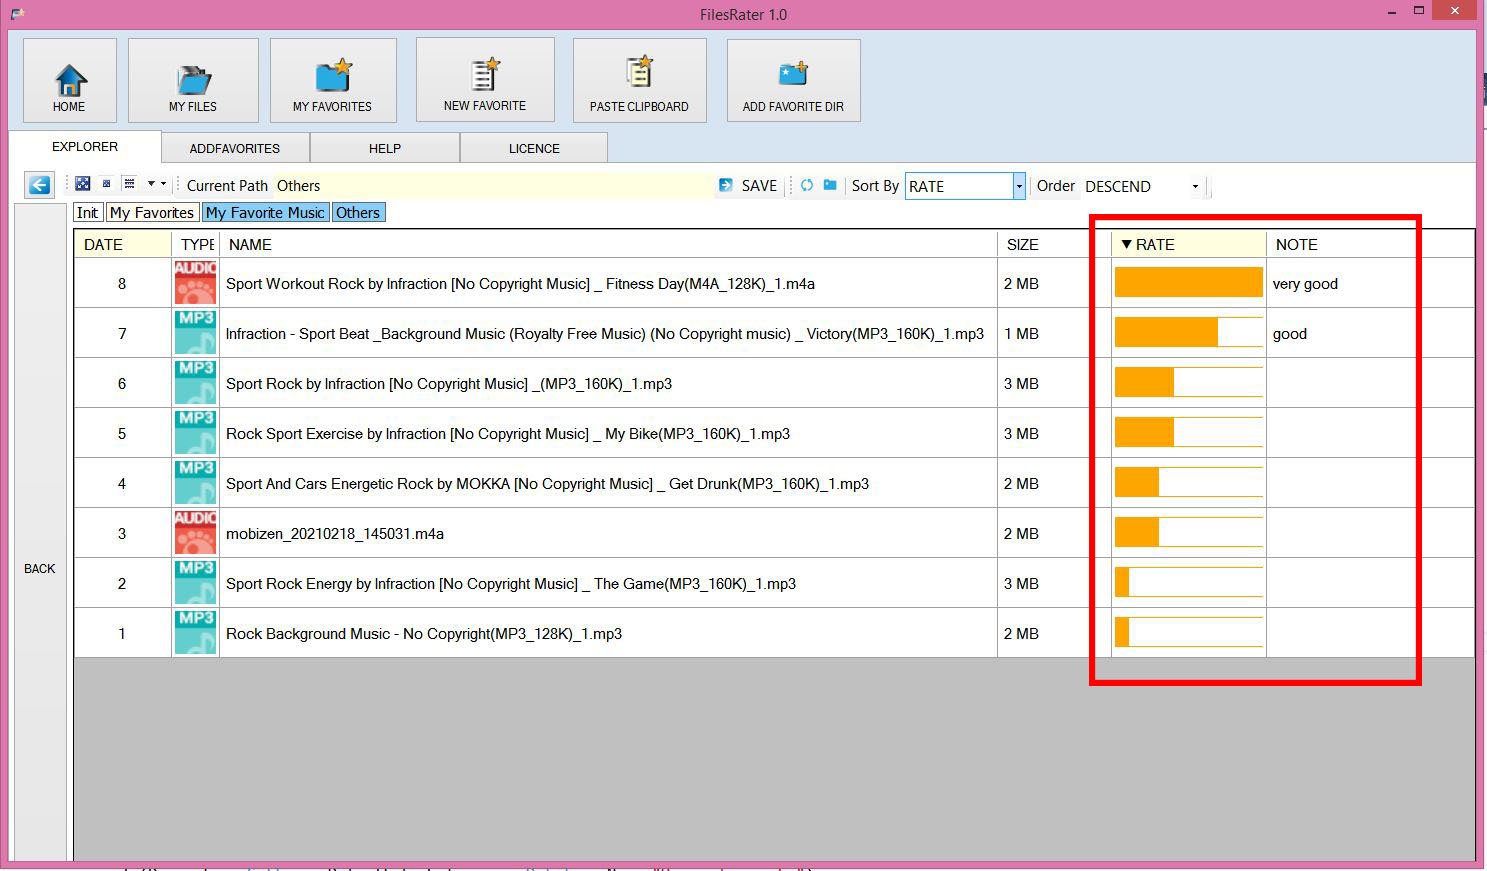 FilesRater 1.0
HOME MY FILES MY FAVORITES NEW FAVORITE PASTE CLIPBOARD ADD FAVORITE DIR
EXPLORER ADDFAVORITES HELP LICENCE
Current Path Others SAVE Sort By RATE Order DESCEND
Init My Favorites My Favorite Music Others
DATE TYPE NAME SIZE ▼ RATE NOTE
8 AUDIO Sport Workout Rock by Infraction [No Copyright Music] _ Fitness Day(M4A_128K)_1.m4a 2 MB very good
7 MP3 Infraction - Sport Beat _Background Music (Royalty Free Music) (No Copyright music) _ Victory(MP3_160K)_1.mp3 1 MB good
6 MP3 Sport Rock by Infraction [No Copyright Music] _(MP3_160K)_1.mp3 3 MB
5 MP3 Rock Sport Exercise by Infraction [No Copyright Music] _ My Bike(MP3_160K)_1.mp3 3 MB
4 MP3 Sport And Cars Energetic Rock by MOKKA [No Copyright Music] _ Get Drunk(MP3_160K)_1.mp3 2 MB
3 AUDIO mobizen_20210218_145031.m4a 2 MB
2 MP3 Sport Rock Energy by Infraction [No Copyright Music] _ The Game(MP3_160K)_1.mp3 3 MB
1 MP3 Rock Background Music - No Copyright(MP3_128K)_1.mp3 2 MB
BACK